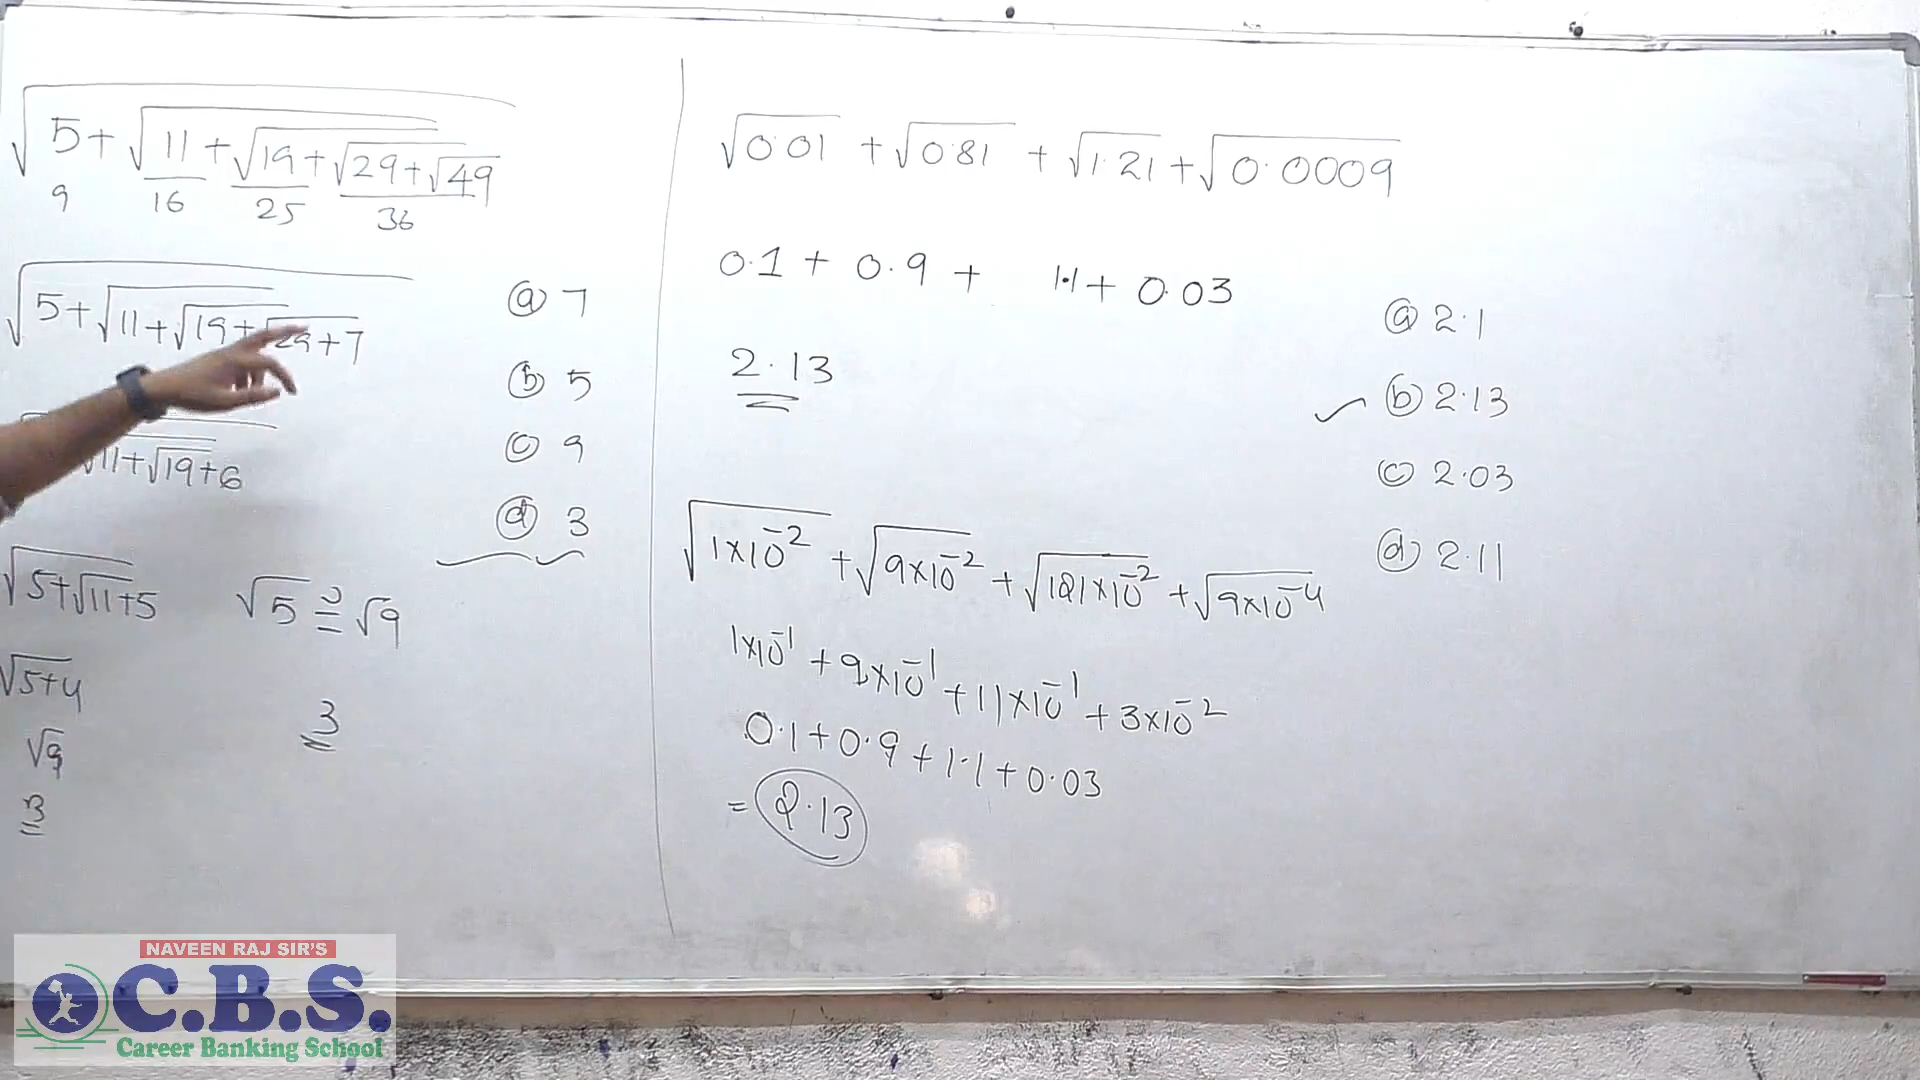 √5+√11+√19+√29+√49
9 16 25 36
√5+√11+√19+√29+7
√11+√19+6
√5+√11+5
√5+4
√9
3
√5 ≅ √9
3
(a) 7
(b) 5
(c) 9
(d) 3
√0.01 + √0.81 + √1.21 + √0.0009
0.1 + 0.9 + 1.1 + 0.03
2.13
(a) 2.1
(b) 2.13
(c) 2.03
(d) 2.11
√1×10⁻² + √9×10⁻² + √121×10⁻² + √9×10⁻⁴
1×10⁻¹ + 9×10⁻¹ + 11×10⁻¹ + 3×10⁻²
0.1+0.9+1.1+0.03
= 2.13
NAVEEN RAJ SIR'S
C.B.S.
Career Banking School